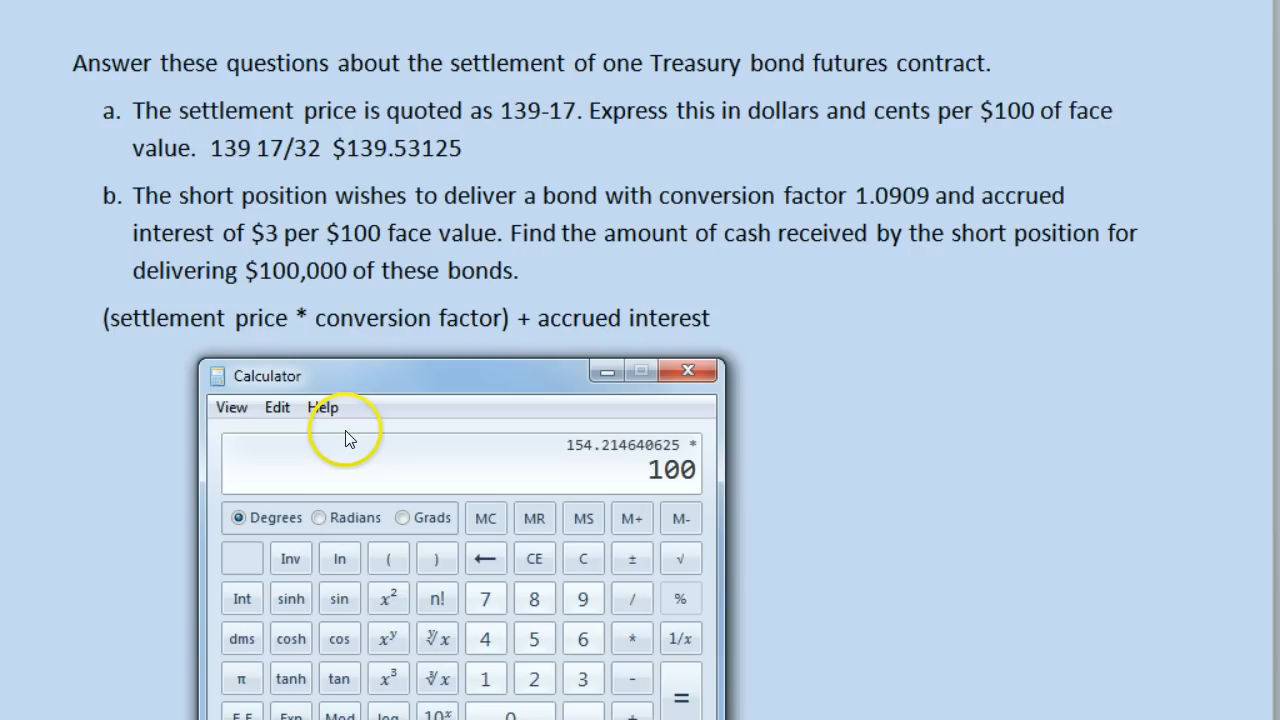 Answer these questions about the settlement of one Treasury bond futures contract.
a. The settlement price is quoted as 139-17. Express this in dollars and cents per $100 of face
value. 139 17/32 $139.53125
b. The short position wishes to deliver a bond with conversion factor 1.0909 and accrued
interest of $3 per $100 face value. Find the amount of cash received by the short position for
delivering $100,000 of these bonds.
(settlement price * conversion factor) + accrued interest
Calculator
View Edit Help
154.214640625 *
100
Degrees Radians Grads MC MR MS M+ M-
Inv ln ( ) ← CE C ± √
Int sinh sin x² n! 7 8 9 / %
dms cosh cos xʸ ʸ√x 4 5 6 * 1/x
π tanh tan x³ ³√x 1 2 3 - =
F-E Exp Mod log 10ˣ 0 . +